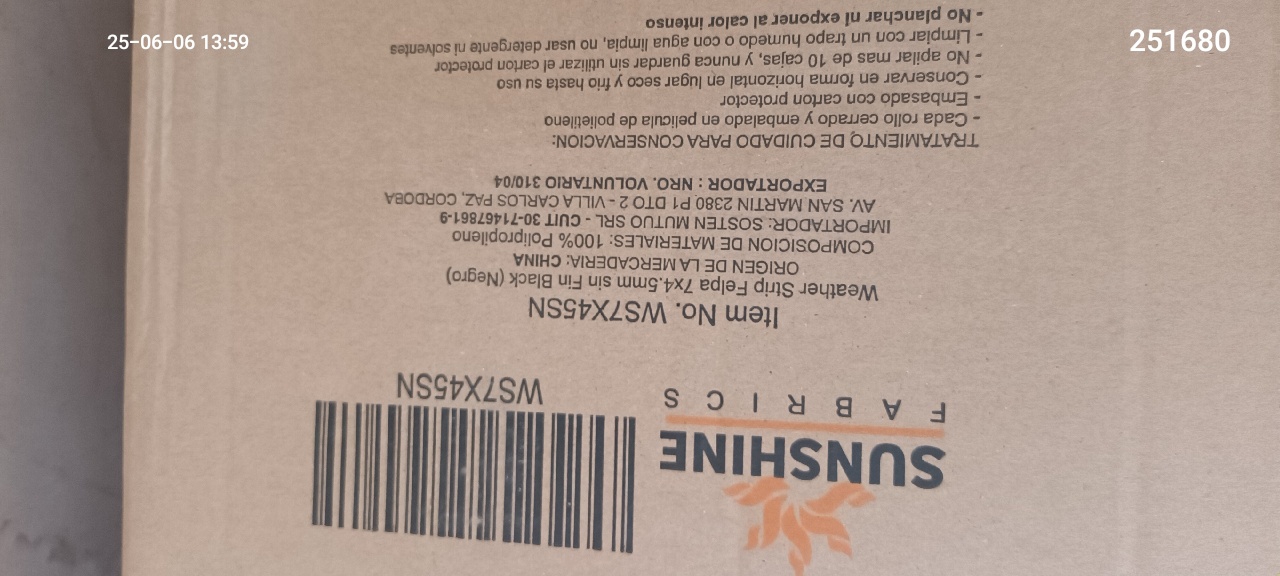 25-06-06 13:59
251680
SUNSHINE
FABRICS
WS7X45SN
Item No. WS7X45SN
Weather Strip Felpa 7x4.5mm sin Fin Black (Negro)
ORIGEN DE LA MERCADERIA: CHINA
COMPOSICION DE MATERIALES: 100% Polipropileno
IMPORTADOR: SOSTEN MUTUO SRL - CUIT 30-71467861-9
AV. SAN MARTIN 2380 P1 DTO 2 - VILLA CARLOS PAZ, CORDOBA
EXPORTADOR : NRO. VOLUNTARIO 310/04
TRATAMIENTO DE CUIDADO PARA CONSERVACION:
- Cada rollo cerrado y embalado en pelicula de polietileno
- Embasado con carton protector
- Conservar en forma horizontal en lugar seco y frio hasta su uso
- No apilar mas de 10 cajas, y nunca guardar sin utilizar el carton protector
- Limpiar con un trapo humedo o con agua limpia, no usar detergente ni solventes
- No planchar ni exponer al calor intenso